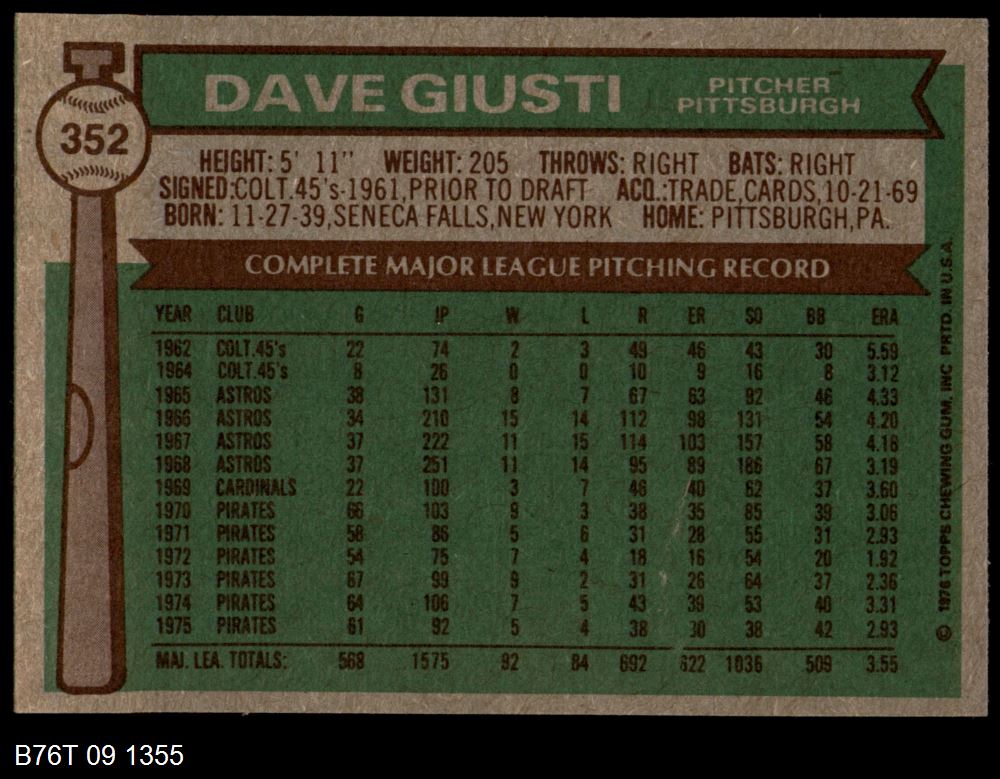 DAVE GIUSTI
PITCHER
PITTSBURGH
352
HEIGHT: 5' 11" WEIGHT: 205 THROWS: RIGHT BATS: RIGHT
SIGNED:COLT.45's-1961,PRIOR TO DRAFT ACQ.:TRADE,CARDS,10-21-69
BORN: 11-27-39,SENECA FALLS,NEW YORK HOME: PITTSBURGH,PA.
COMPLETE MAJOR LEAGUE PITCHING RECORD
YEAR CLUB G IP W L R ER SO BB ERA
1962 COLT.45's 22 74 2 3 49 46 43 30 5.59
1964 COLT.45's 8 26 0 0 10 9 16 8 3.12
1965 ASTROS 38 131 8 7 67 63 92 46 4.33
1966 ASTROS 34 210 15 14 112 98 131 54 4.20
1967 ASTROS 37 222 11 15 114 103 157 58 4.18
1968 ASTROS 37 251 11 14 95 89 186 67 3.19
1969 CARDINALS 22 100 3 7 46 40 62 37 3.60
1970 PIRATES 66 103 9 3 38 35 85 39 3.06
1971 PIRATES 58 86 5 6 31 28 55 31 2.93
1972 PIRATES 54 75 7 4 18 16 54 20 1.92
1973 PIRATES 67 99 9 2 31 26 64 37 2.36
1974 PIRATES 64 106 7 5 43 39 53 40 3.31
1975 PIRATES 61 92 5 4 38 30 38 42 2.93
MAJ. LEA. TOTALS: 568 1575 92 84 692 622 1036 509 3.55
© 1976 TOPPS CHEWING GUM, INC PRTD. IN U.S.A.
B76T 09 1355